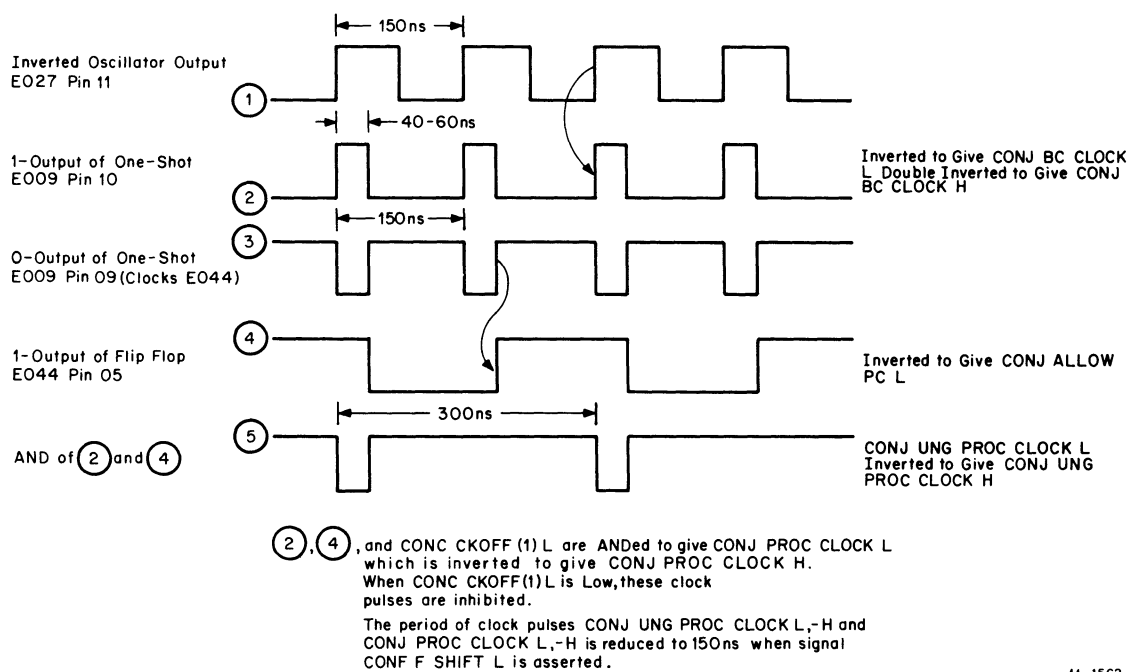 150ns
Inverted Oscillator Output
E027 Pin 11
1
40-60ns
1-Output of One-Shot
E009 Pin 10
2
Inverted to Give CONJ BC CLOCK
L Double Inverted to Give CONJ
BC CLOCK H
150ns
3
0-Output of One-Shot
E009 Pin 09 (Clocks E044)
4
1-Output of Flip Flop
E044 Pin 05
Inverted to Give CONJ ALLOW
PC L
300ns
5
AND of 2 and 4
CONJ UNG PROC CLOCK L
Inverted to Give CONJ UNG
PROC CLOCK H
2, 4, and CONC CKOFF (1) L are ANDed to give CONJ PROC CLOCK L
which is inverted to give CONJ PROC CLOCK H.
When CONC CKOFF(1) L is Low, these clock
pulses are inhibited.
The period of clock pulses CONJ UNG PROC CLOCK L,-H and
CONJ PROC CLOCK L,-H is reduced to 150ns when signal
CONF F SHIFT L is asserted.